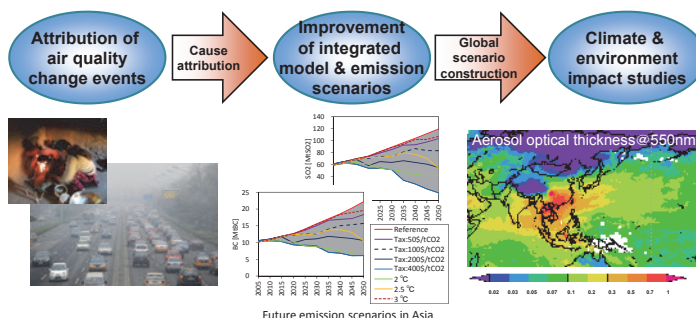 Attribution of
air quality
change events
Cause
attribution
Improvement
of integrated
model & emission
scenarios
Global
scenario
construction
Climate &
environment
impact studies
SO2 [MtSO2]
140
120
100
80
60
40
2025
2030
2035
2040
2045
2050
BC [MtBC]
25
20
15
10
5
0
2005
2010
2015
2020
2025
2030
2035
2040
2045
2050
Reference
Tax:50$/tCO2
Tax:100$/tCO2
Tax:200$/tCO2
Tax:400$/tCO2
2 °C
2.5 °C
3 °C
Future emission scenarios in Asia
Aerosol optical thickness@550nm
0.02 0.03 0.05 0.07 0.1 0.2 0.3 0.5 0.7 1